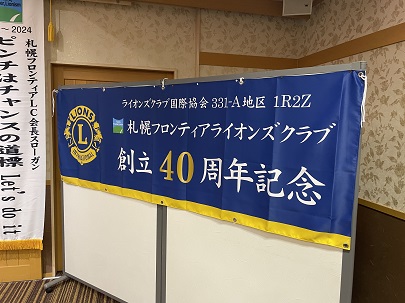 ～2024
札幌フロンティアLC会長スローガン
ピンチはチャンスの道標 Let's do it
ライオンズクラブ国際協会 331-A地区 1R2Z
LIONS
L
INTERNATIONAL
札幌フロンティアライオンズクラブ
創立40周年記念